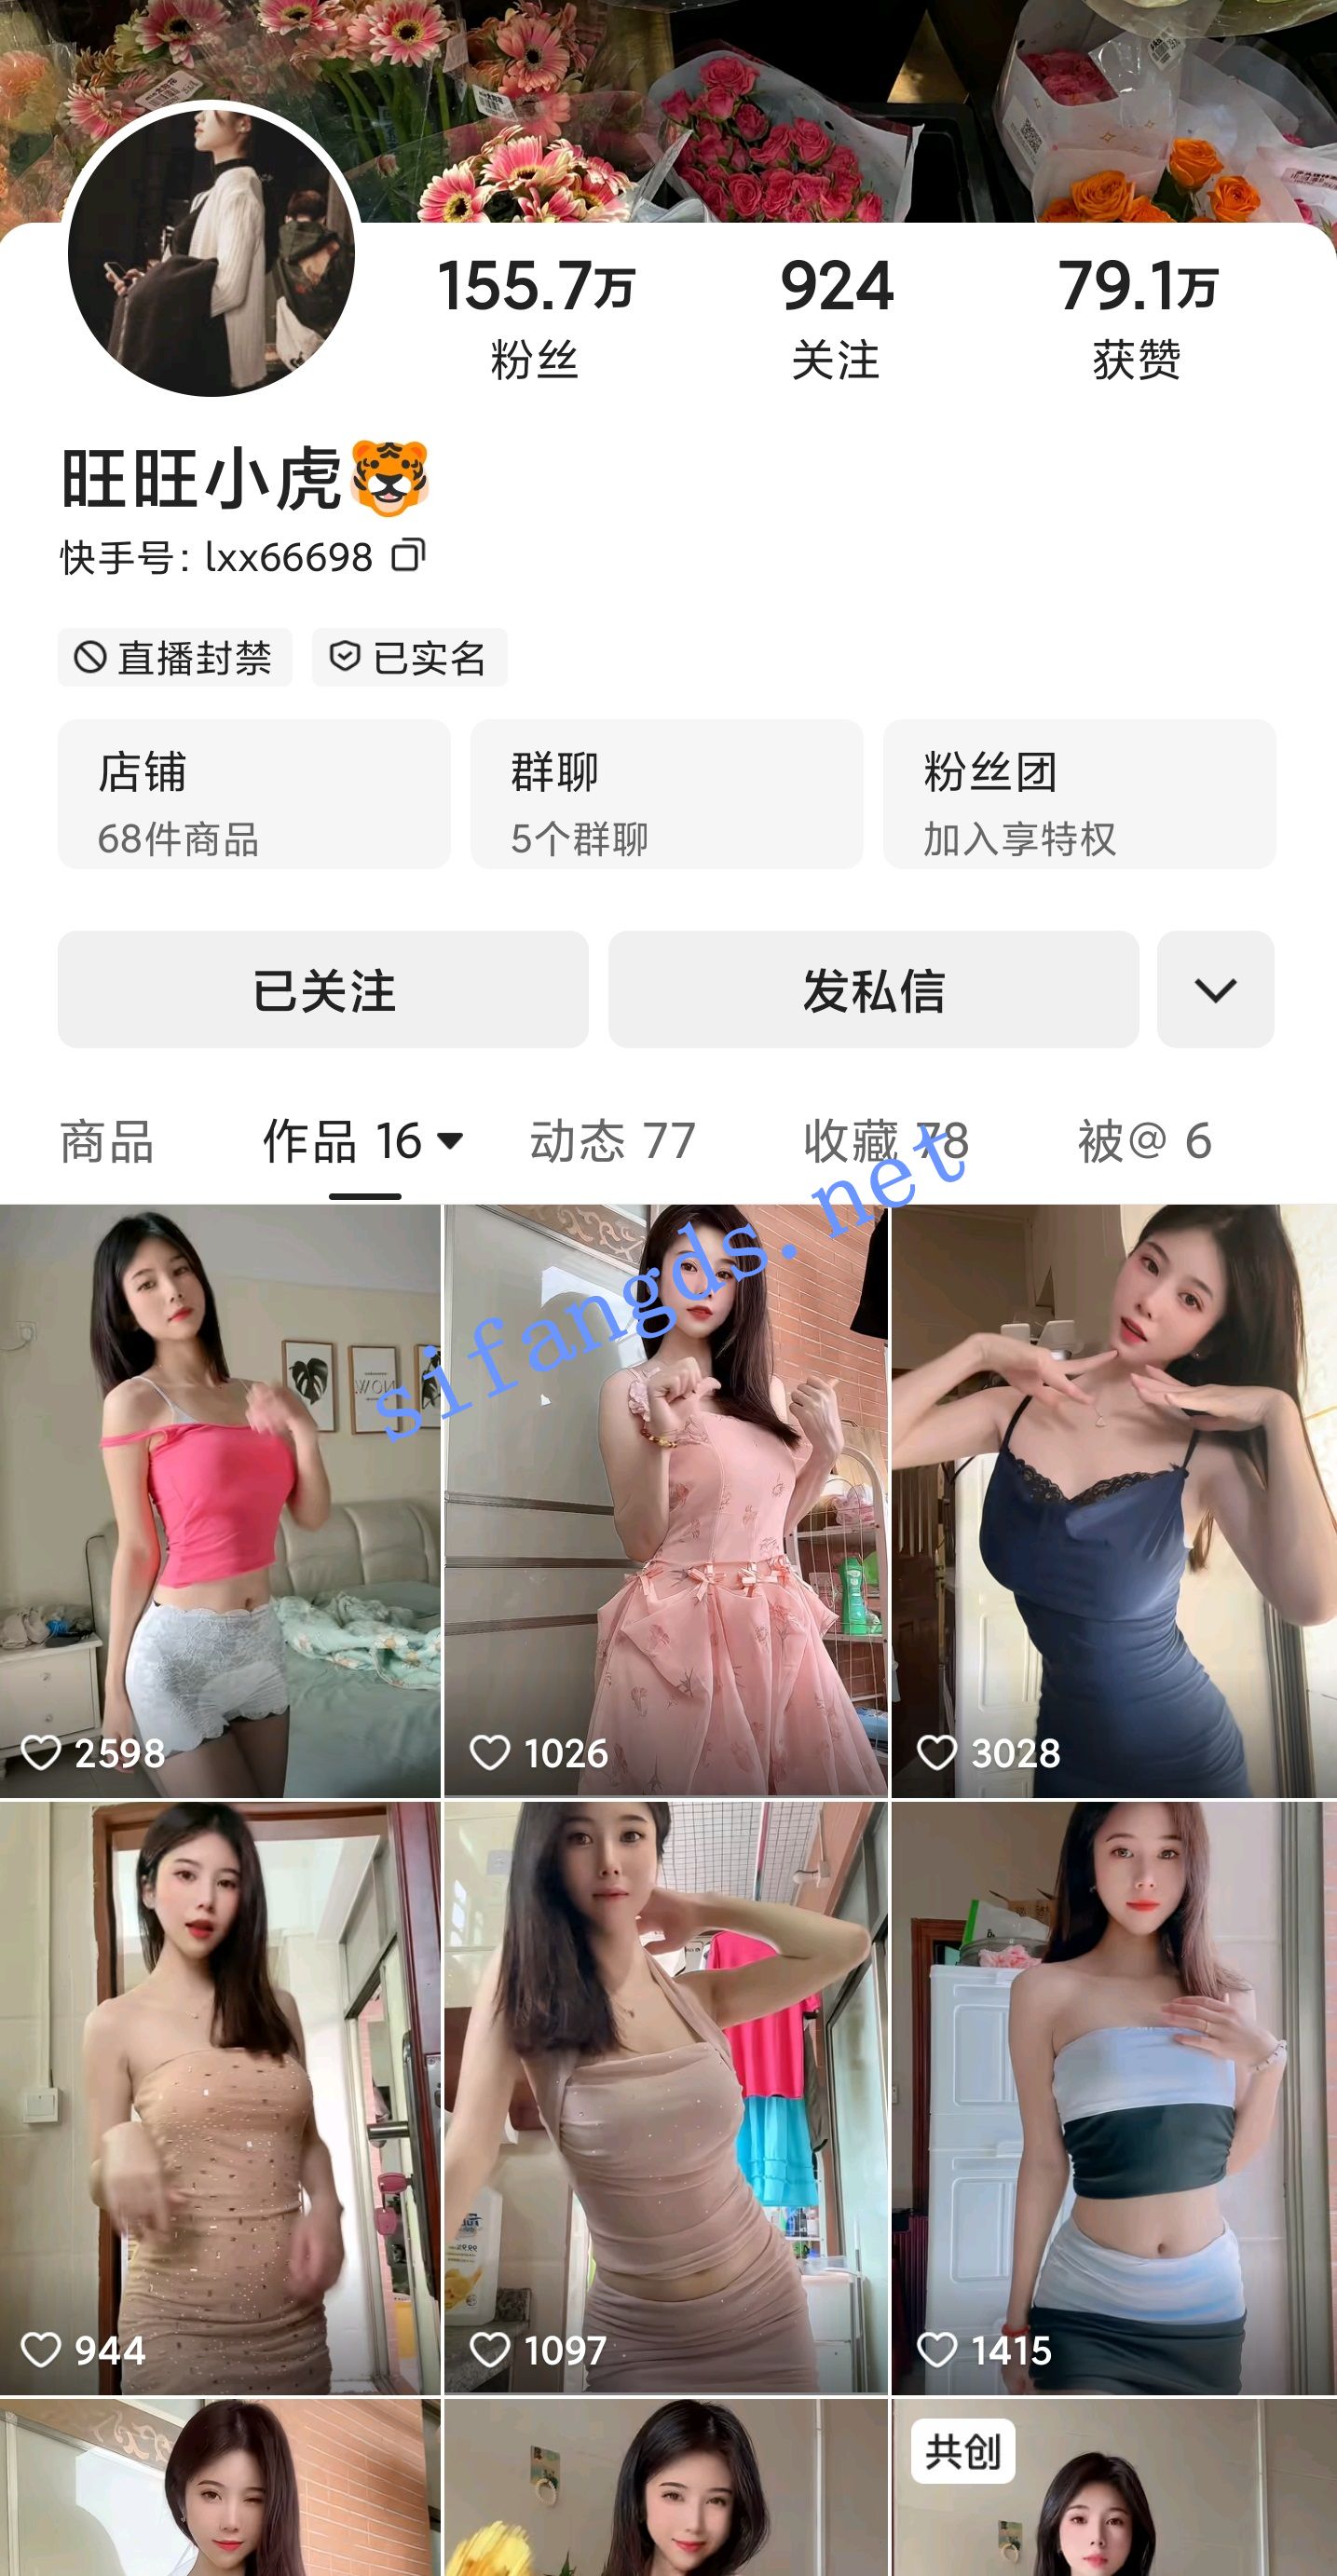 155.7万 924 79.1万
粉丝 关注 获赞
旺旺小虎🐯
快手号: lxx66698
直播封禁 已实名
店铺 群聊 粉丝团
68件商品 5个群聊 加入享特权
已关注 发私信
商品 作品 16 动态 77 收藏 78 被@ 6
sifangds.net
NOW
2598 1026 3028
944 1097 1415
共创